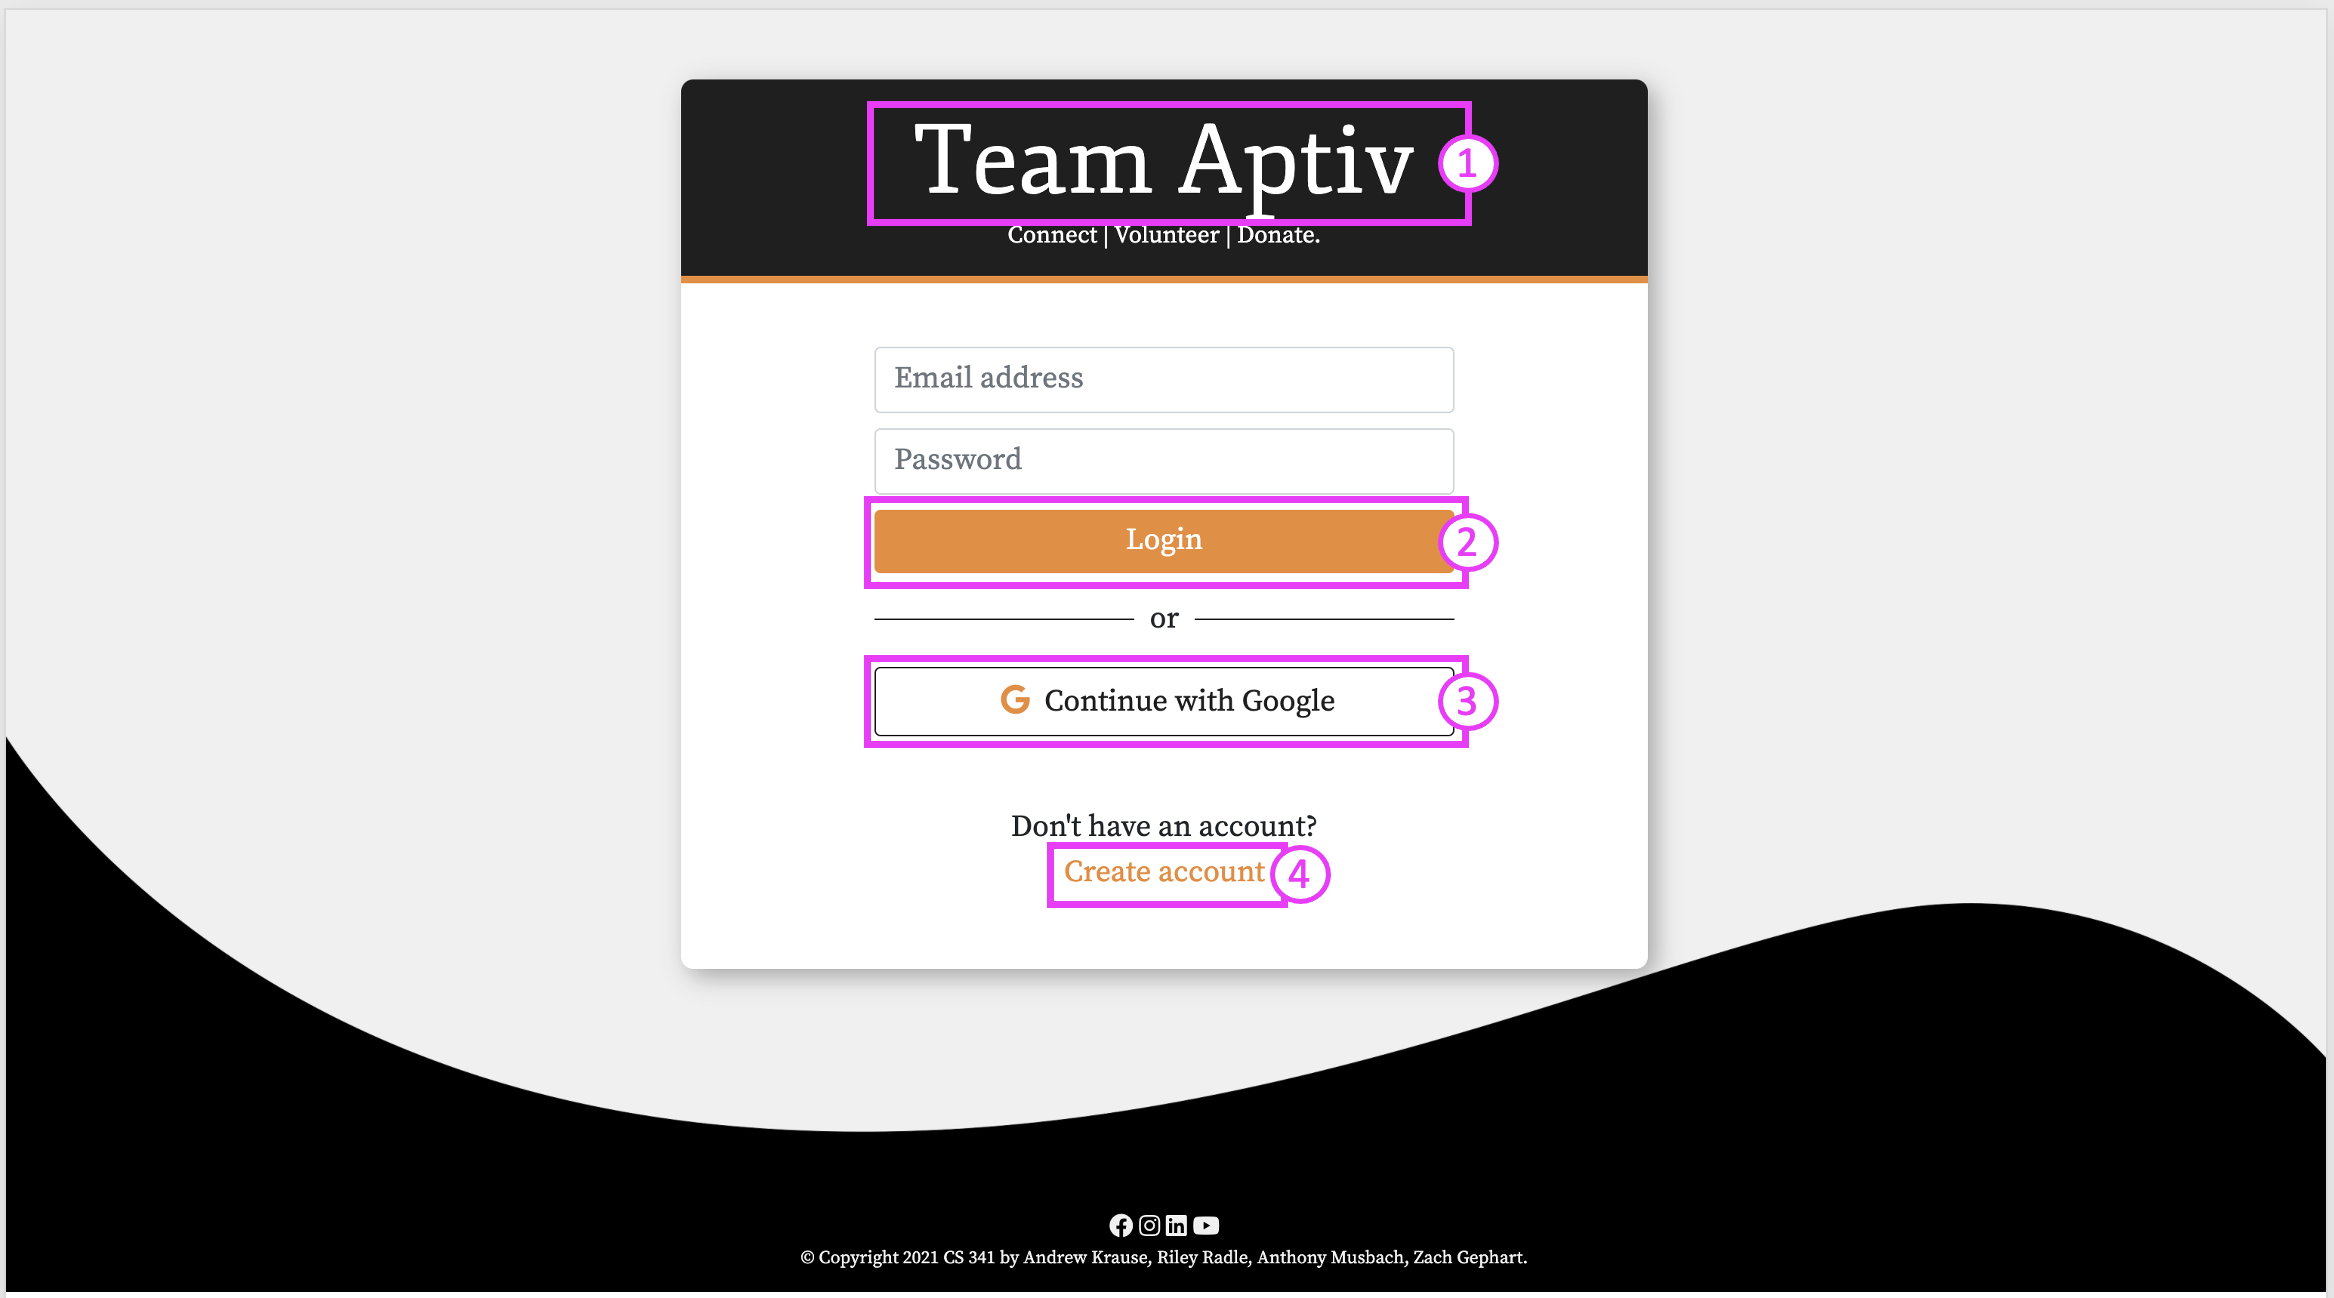 Team Aptiv
1
Connect | Volunteer | Donate.
Email address
Password
Login
2
or
G Continue with Google
3
Don't have an account?
Create account
4
© Copyright 2021 CS 341 by Andrew Krause, Riley Radle, Anthony Musbach, Zach Gephart.